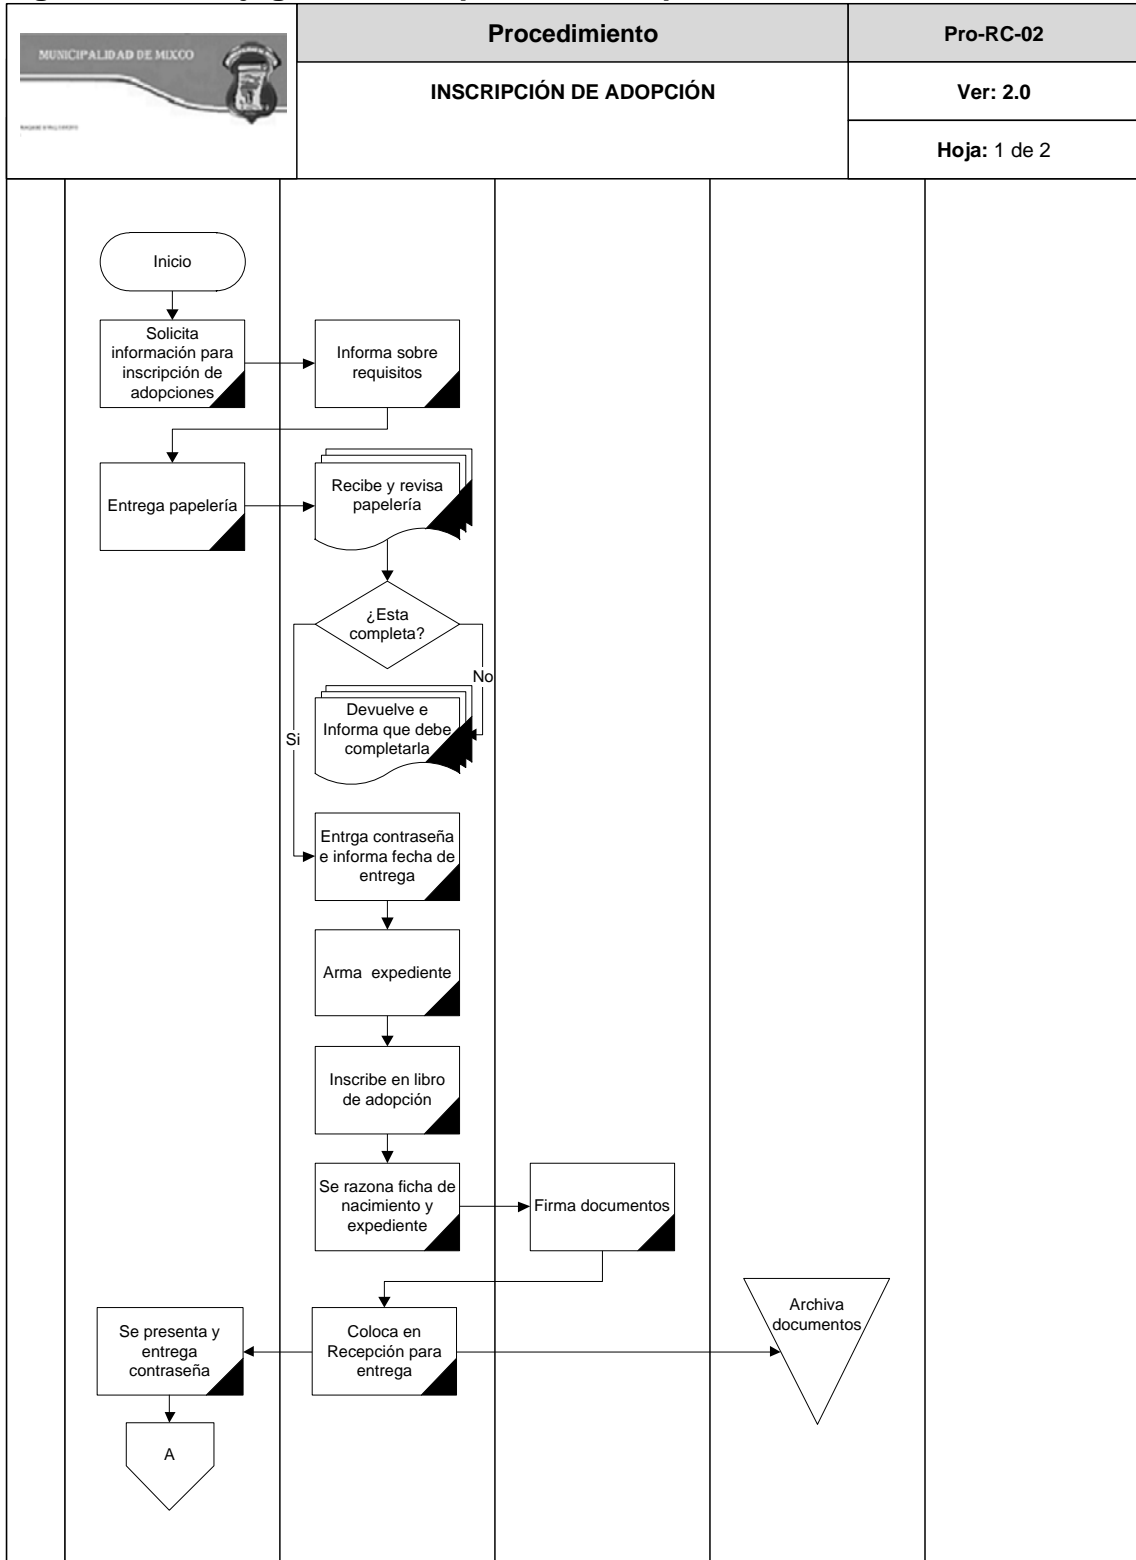 MUNICIPALIDAD DE MIXCO
Procedimiento
Pro-RC-02
INSCRIPCIÓN DE ADOPCIÓN
Ver: 2.0
Hoja: 1 de 2
Inicio
Solicita
información para
inscripción de
adopciones
Informa sobre
requisitos
Entrega papelería
Recibe y revisa
papelería
¿Esta
completa?
No
Si
Devuelve e
Informa que debe
completarla
Entrga contraseña
e informa fecha de
entrega
Arma expediente
Inscribe en libro
de adopción
Se razona ficha de
nacimiento y
expediente
Firma documentos
Se presenta y
entrega
contraseña
Coloca en
Recepción para
entrega
Archiva
documentos
A